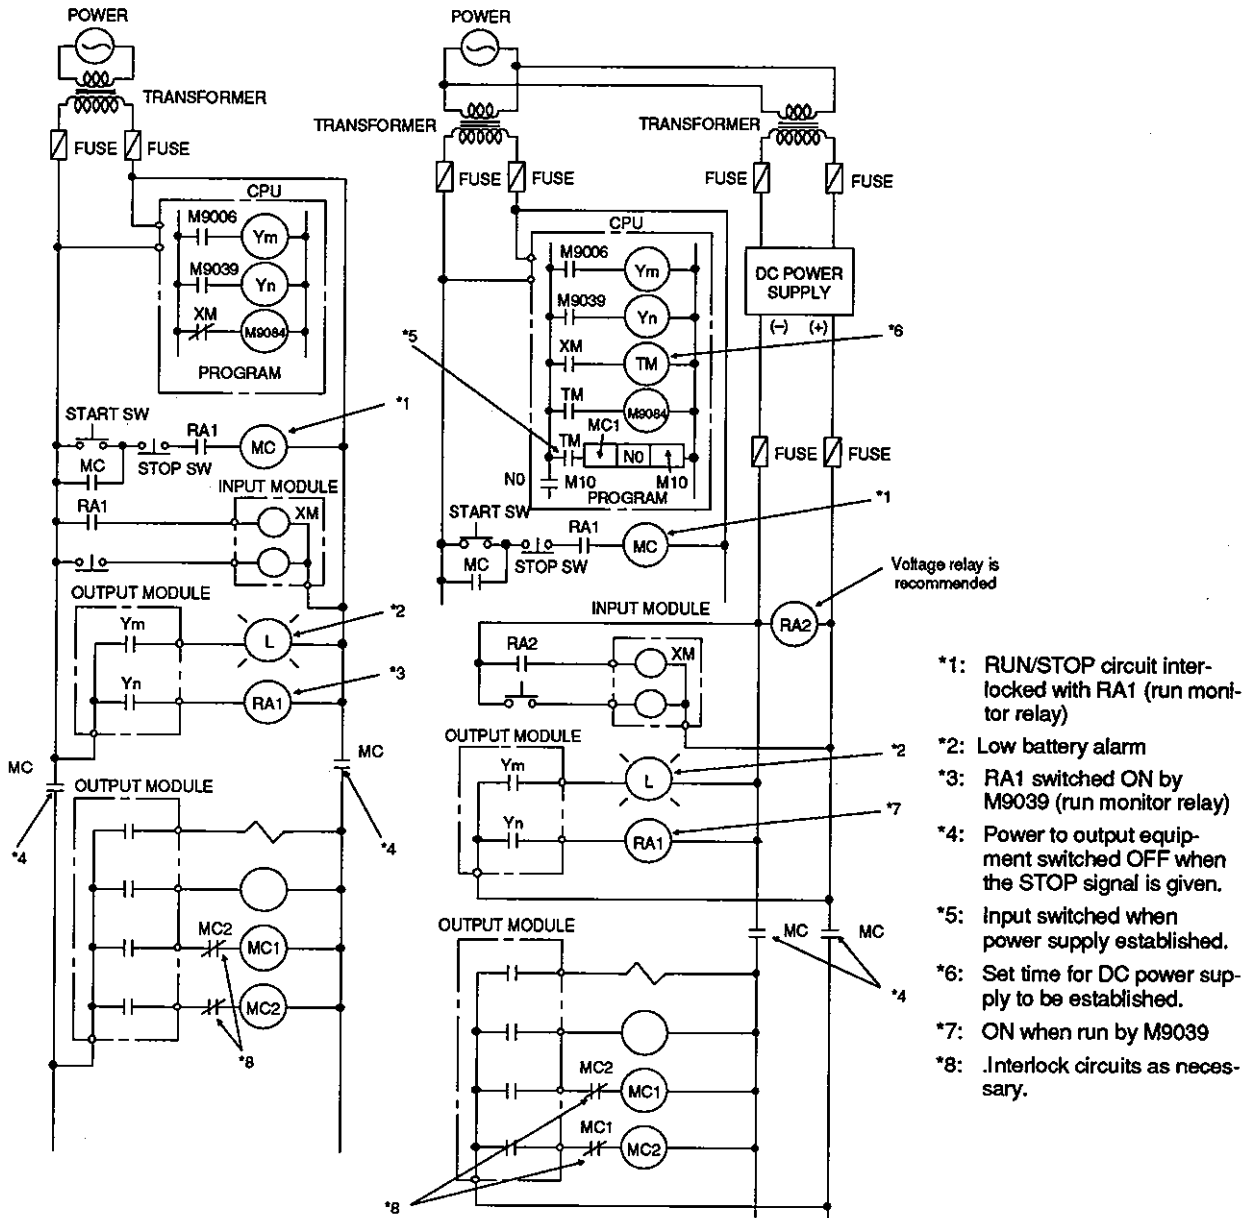 POWER
TRANSFORMER
FUSE
FUSE
CPU
M9006
Ym
M9039
Yn
XM
M9084
PROGRAM
START SW
RA1
MC
*1
MC
STOP SW
INPUT MODULE
RA1
XM
OUTPUT MODULE
Ym
L
*2
Yn
RA1
*3
MC
MC
OUTPUT MODULE
*4
*4
MC2
MC1
MC2
*8
POWER
TRANSFORMER
TRANSFORMER
FUSE
FUSE
FUSE
FUSE
CPU
M9006
Ym
M9039
Yn
*5
XM
TM
*6
TM
M9084
MC1
TM
N0
N0
M10
M10
PROGRAM
DC POWER
SUPPLY
(–)
(+)
FUSE
FUSE
START SW
RA1
MC
*1
MC
STOP SW
Voltage relay is
recommended
RA2
INPUT MODULE
RA2
XM
OUTPUT MODULE
Ym
L
*2
Yn
RA1
*7
MC
MC
OUTPUT MODULE
*4
MC2
MC1
MC1
MC2
*8
*1: RUN/STOP circuit inter-
locked with RA1 (run moni-
tor relay)
*2: Low battery alarm
*3: RA1 switched ON by
M9039 (run monitor relay)
*4: Power to output equip-
ment switched OFF when
the STOP signal is given.
*5: Input switched when
power supply established.
*6: Set time for DC power sup-
ply to be established.
*7: ON when run by M9039
*8: .Interlock circuits as neces-
sary.